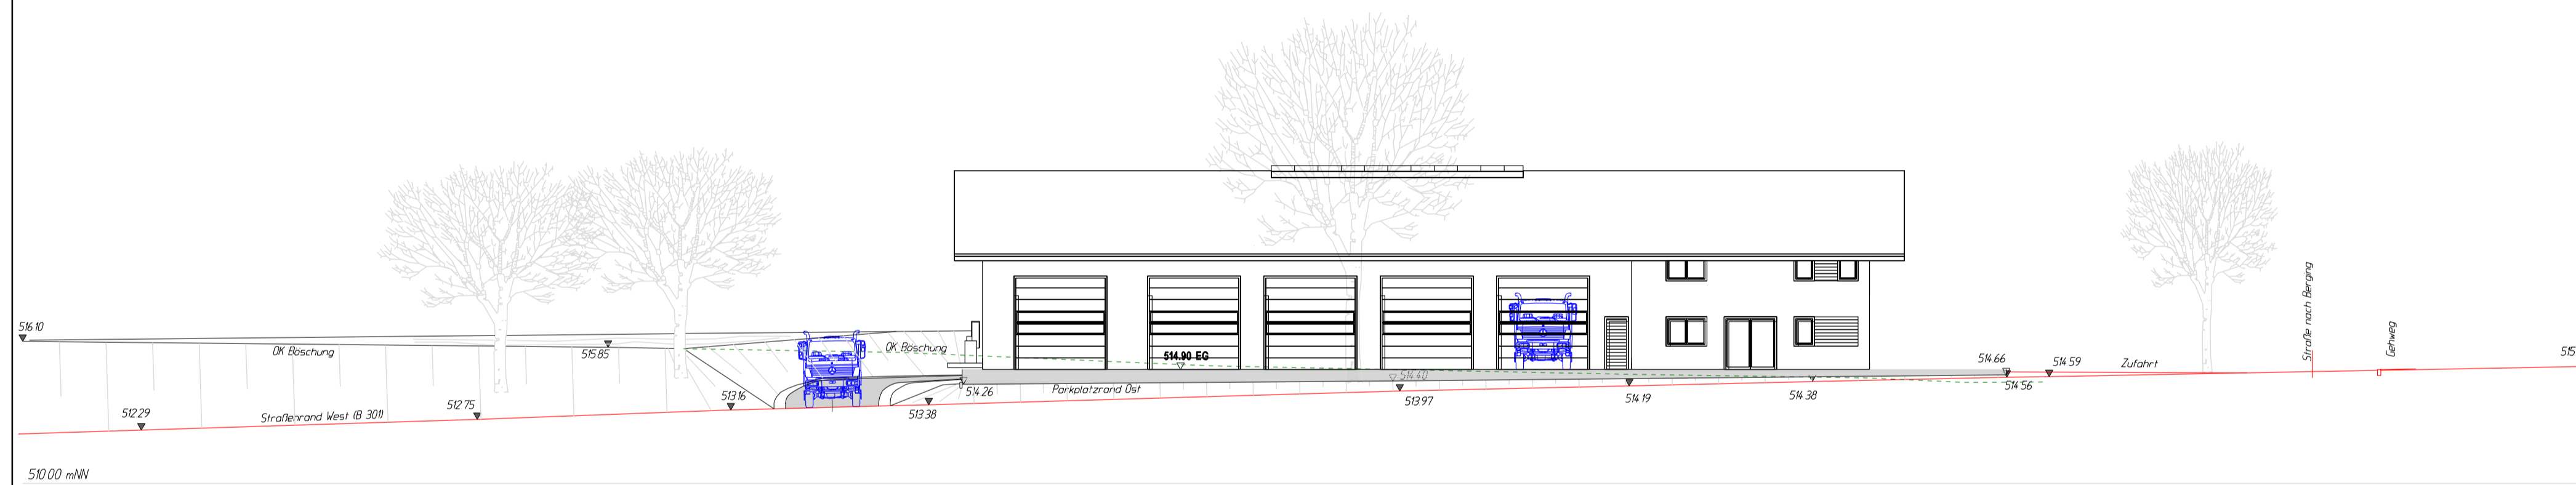 516.10
OK Böschung
515.85
OK Böschung
512.29
Straßenrand West (B 301)
512.75
513.16
513.38
514.26
Parkplatzrand Ost
514.90 EG
514.40
513.97
514.19
514.38
514.66
514.56
514.59
Zufahrt
Straße nach Berging
Gehweg
515
510.00 mNN